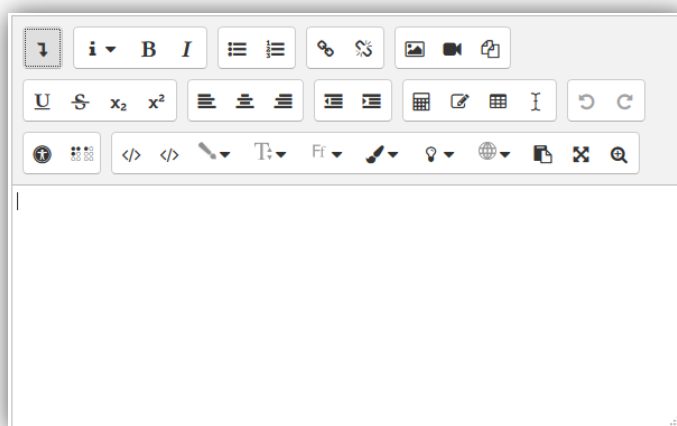 i B I
U S x₂ x²
</> </> T Ff